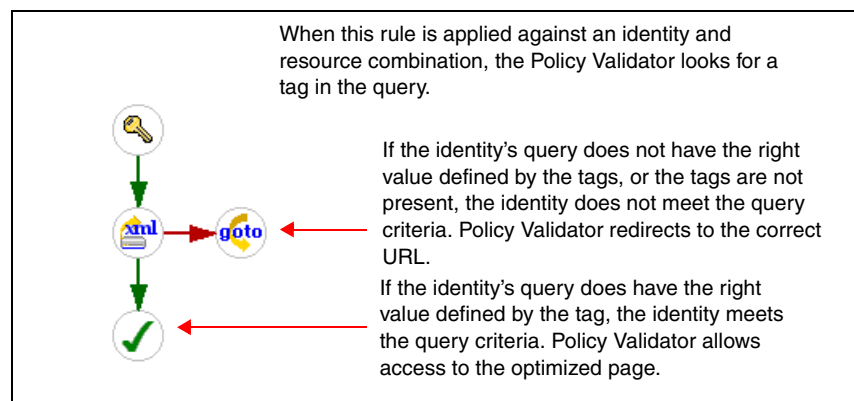 When this rule is applied against an identity and
resource combination, the Policy Validator looks for a
tag in the query.
If the identity’s query does not have the right
value defined by the tags, or the tags are not
present, the identity does not meet the query
criteria. Policy Validator redirects to the correct
URL.
xml
goto
If the identity’s query does have the right
value defined by the tag, the identity meets
the query criteria. Policy Validator allows
access to the optimized page.